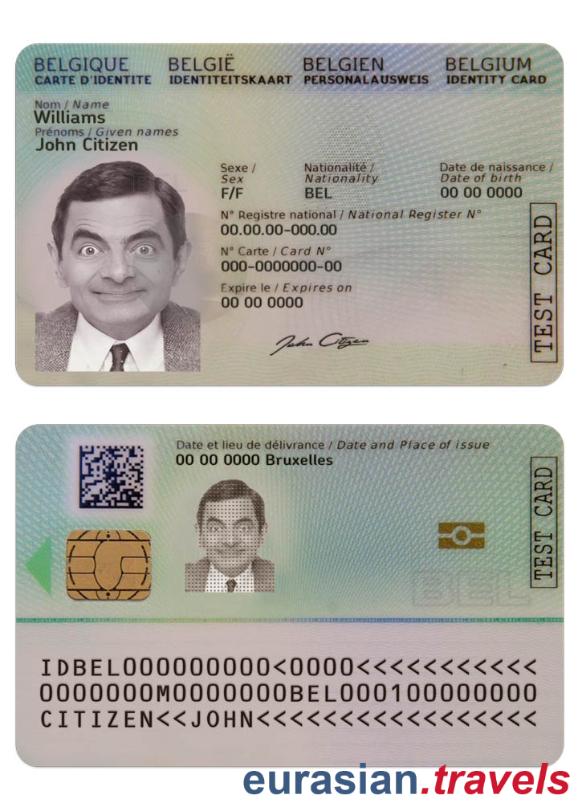 BELGIQUE BELGIË BELGIEN BELGIUM
CARTE D'IDENTITE IDENTITEITSKAART PERSONALAUSWEIS IDENTITY CARD
Nom / Name
Williams
Prénoms / Given names
John Citizen
Sexe / Sex
F/F
Nationalité / Nationality
BEL
Date de naissance / Date of birth
00 00 0000
N° Registre national / National Register N°
00.00.00-000.00
N° Carte / Card N°
000-0000000-00
Expire le / Expires on
00 00 0000
John Citizen
TEST CARD
Date et lieu de délivrance / Date and Place of issue
00 00 0000 Bruxelles
TEST CARD
BEL
IDBEL000000000<0000<<<<<<<<<<<
0000000M0000000BEL000100000000
CITIZEN<<JOHN<<<<<<<<<<<<<<<<<
eurasian.travels